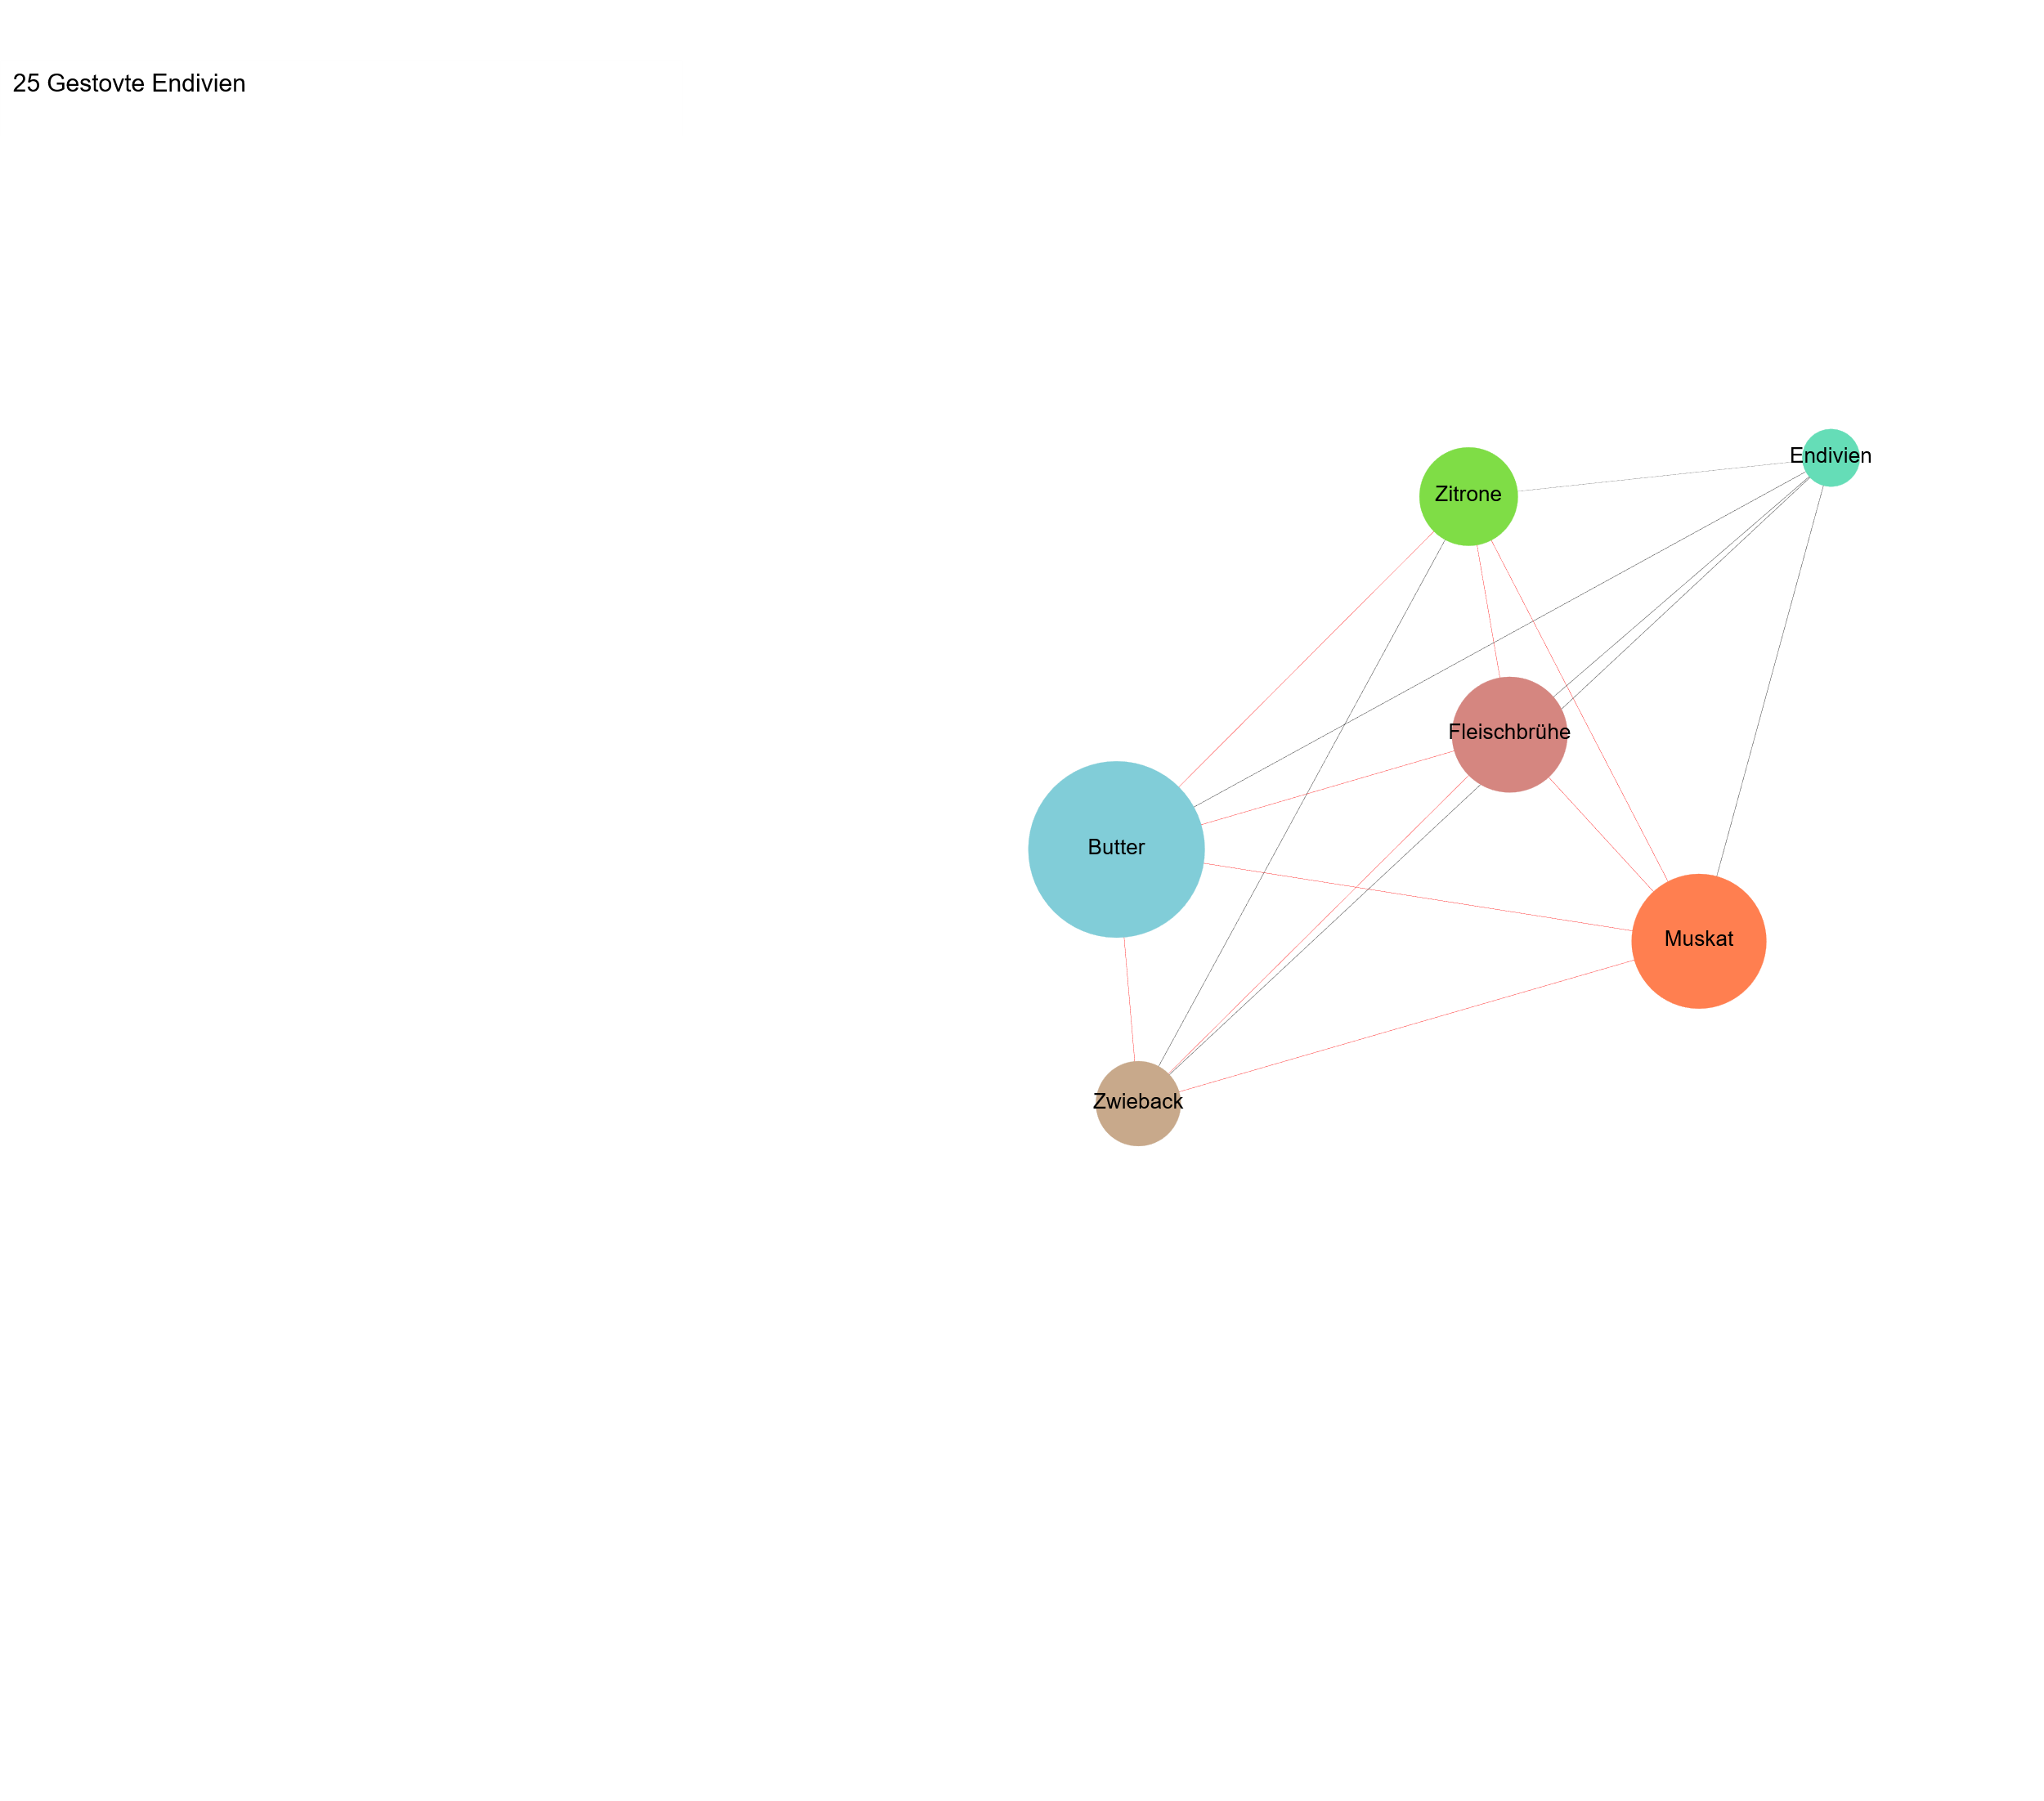 25 Gestovte Endivien
Endivien
Zitrone
Fleischbrühe
Butter
Muskat
Zwieback